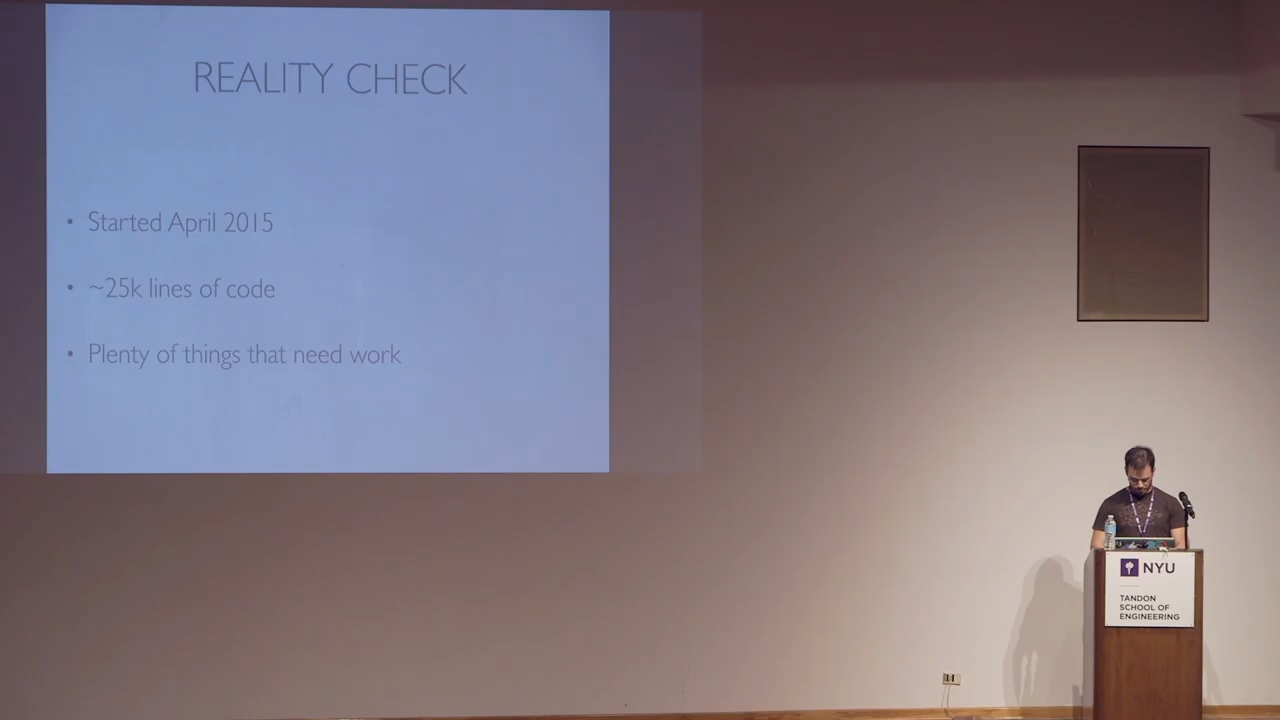 REALITY CHECK
• Started April 2015
• ~25k lines of code
• Plenty of things that need work
NYU
TANDON
SCHOOL OF
ENGINEERING